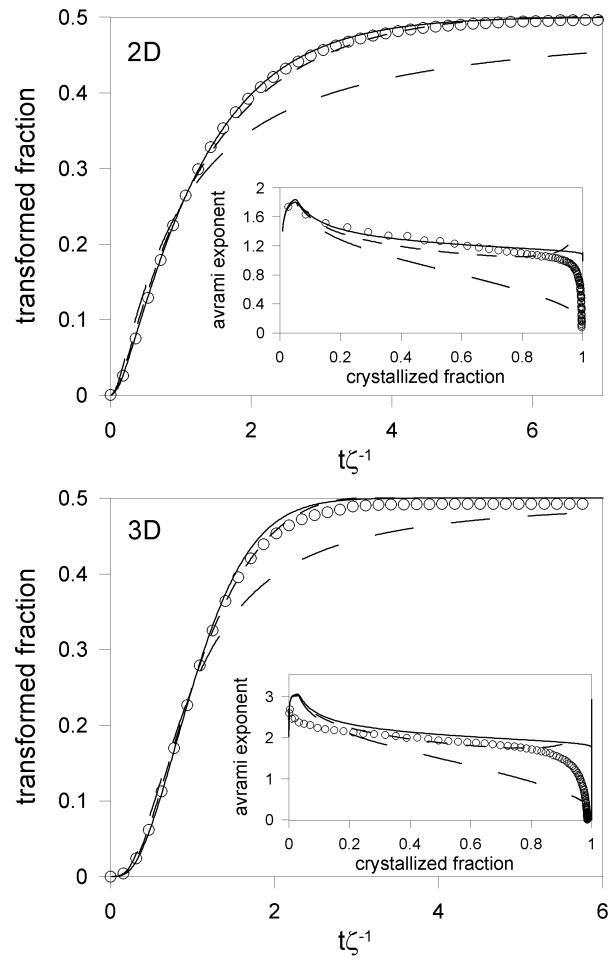 2D
transformed fraction
0.5
0.4
0.3
0.2
0.1
0
0 2 4 6
tζ⁻¹
avrami exponent
2
1.6
1.2
0.8
0.4
0
0 0.2 0.4 0.6 0.8 1
crystallized fraction
3D
transformed fraction
0.5
0.4
0.3
0.2
0.1
0
0 2 4 6
tζ⁻¹
avrami exponent
3
2
1
0
0 0.2 0.4 0.6 0.8 1
crystallized fraction